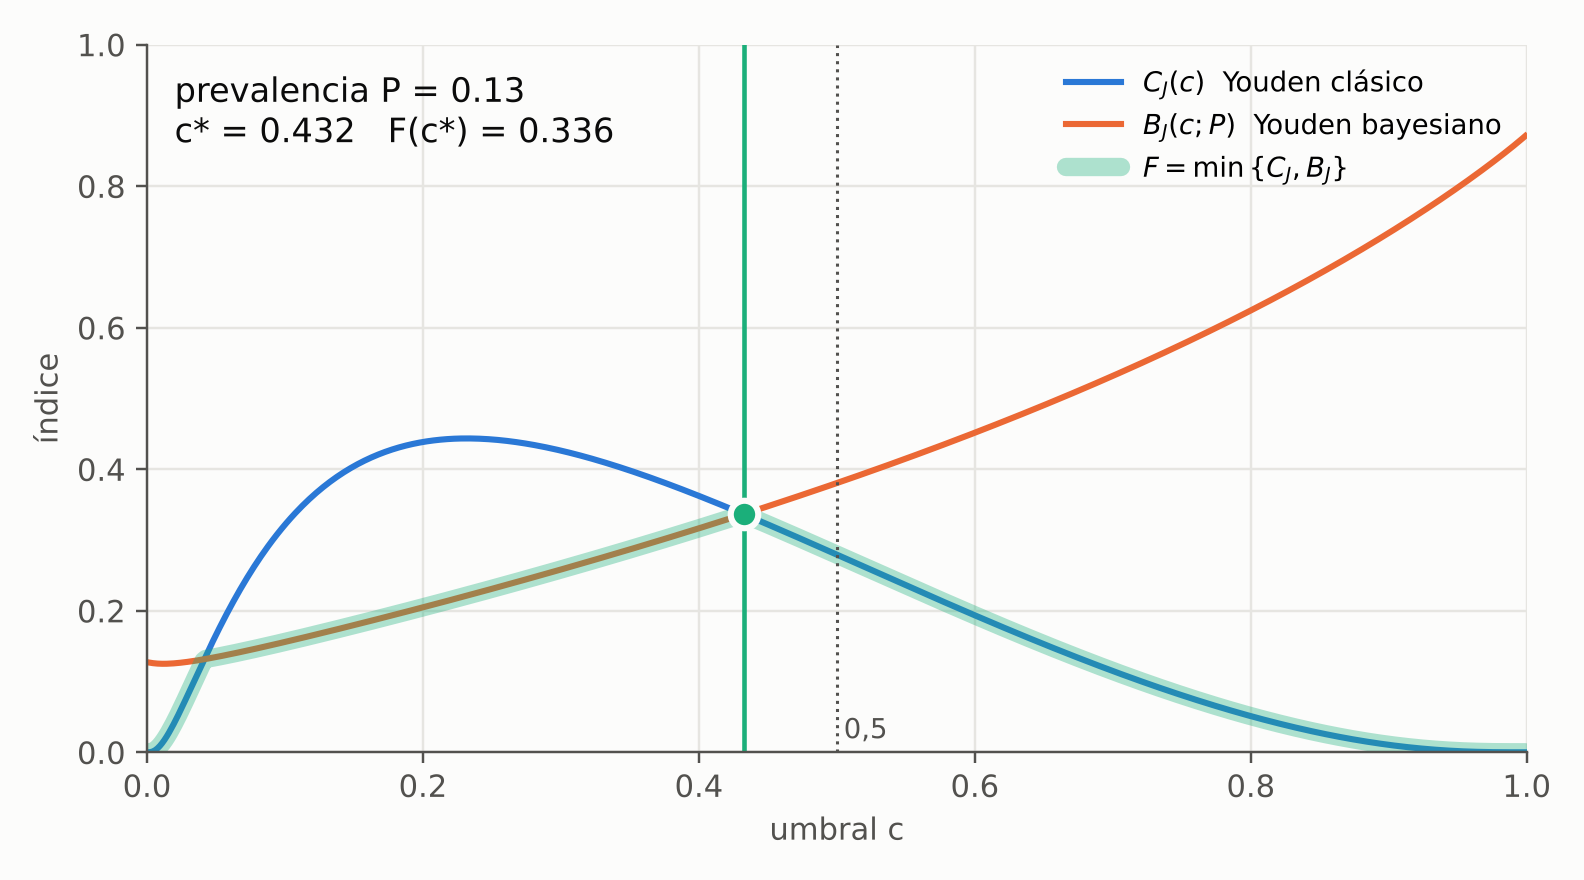 prevalencia P = 0.13
c* = 0.432   F(c*) = 0.336
C_J(c)  Youden clásico
B_J(c; P)  Youden bayesiano
F = min {C_J, B_J}
índice
1.0
0.8
0.6
0.4
0.2
0.0
0,5
0.0 0.2 0.4 0.6 0.8 1.0
umbral c